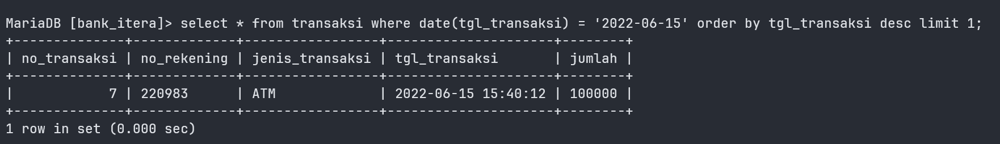 MariaDB [bank_itera]> select * from transaksi where date(tgl_transaksi) = '2022-06-15' order by tgl_transaksi desc limit 1;
+--------------+-------------+-----------------+---------------------+--------+
| no_transaksi | no_rekening | jenis_transaksi | tgl_transaksi       | jumlah |
+--------------+-------------+-----------------+---------------------+--------+
|            7 | 220983      | ATM             | 2022-06-15 15:40:12 | 100000 |
+--------------+-------------+-----------------+---------------------+--------+
1 row in set (0.000 sec)